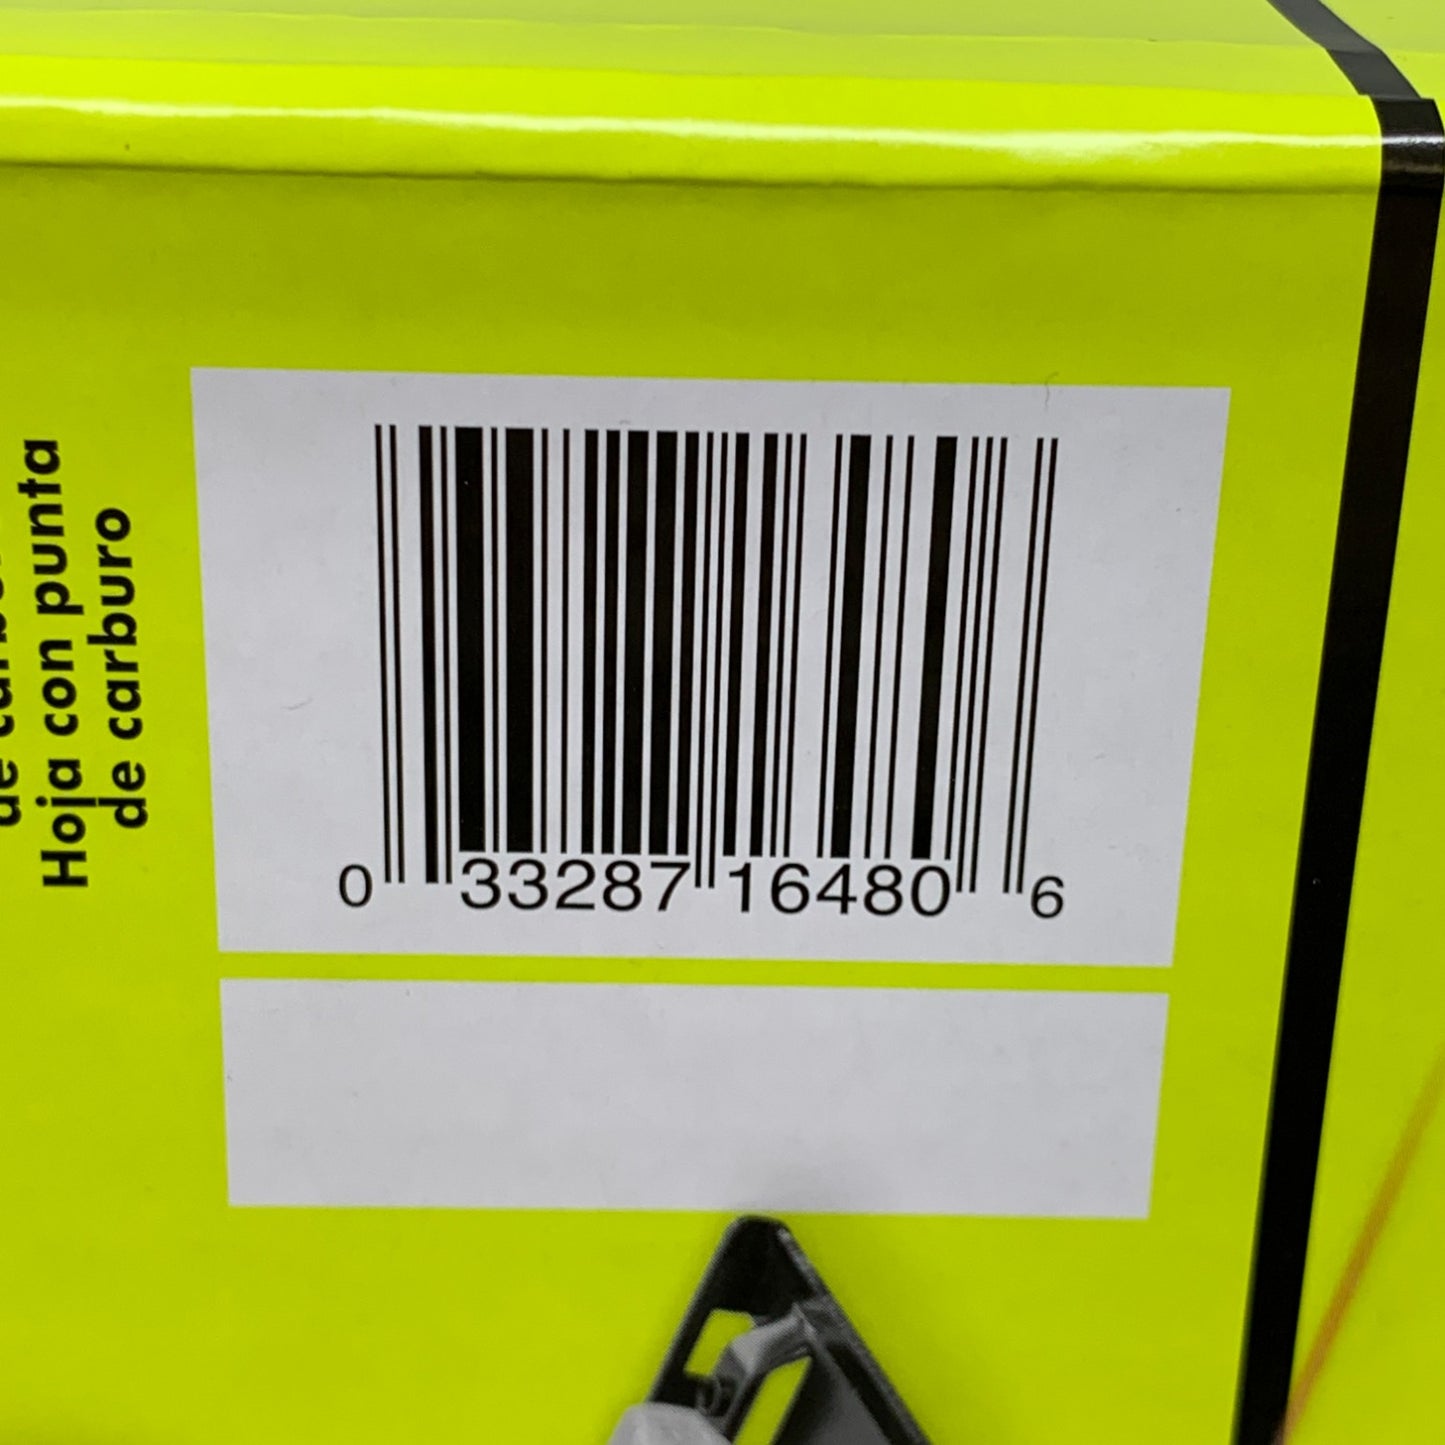 Hoja con punta
de carburo
0 33287 16480 6